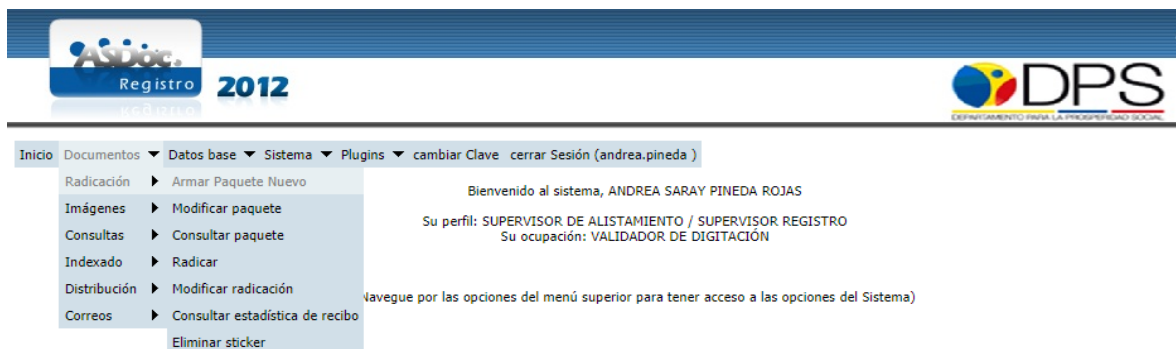 ASDoc.
Registro 2012
DPS
DEPARTAMENTO PARA LA PROSPERIDAD SOCIAL
Inicio Documentos Datos base Sistema Plugins cambiar Clave cerrar Sesión (andrea.pineda )
Radicación
Imágenes
Consultas
Indexado
Distribución
Correos
Armar Paquete Nuevo
Modificar paquete
Consultar paquete
Radicar
Modificar radicación
Consultar estadística de recibo
Eliminar sticker
Bienvenido al sistema, ANDREA SARAY PINEDA ROJAS
Su perfil: SUPERVISOR DE ALISTAMIENTO / SUPERVISOR REGISTRO
Su ocupación: VALIDADOR DE DIGITACIÓN
Navegue por las opciones del menú superior para tener acceso a las opciones del Sistema)